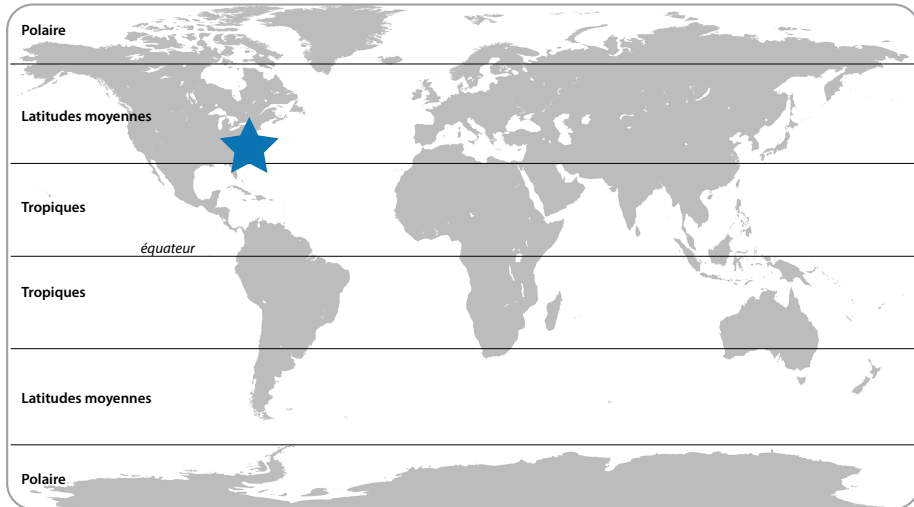 Polaire
Latitudes moyennes
Tropiques
équateur
Tropiques
Latitudes moyennes
Polaire